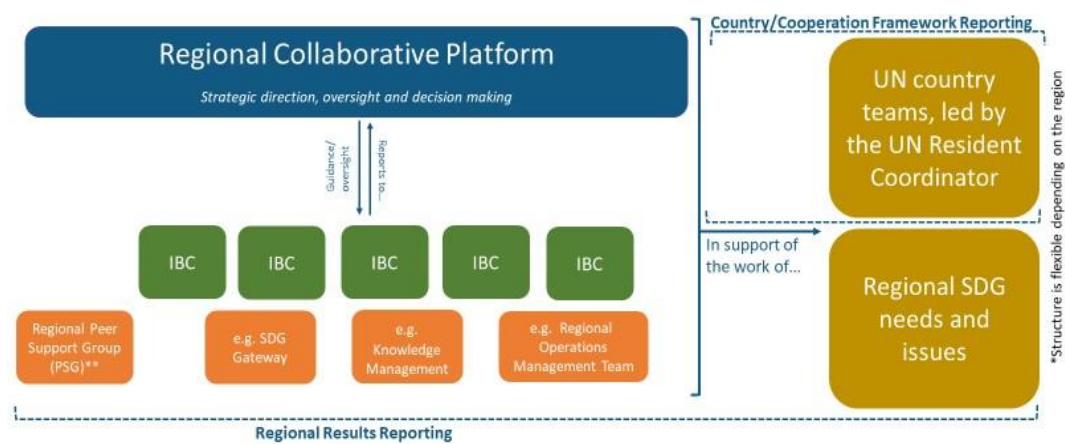 Country/Cooperation Framework Reporting
Regional Collaborative Platform
Strategic direction, oversight and decision making
UN country
teams, led by
the UN Resident
Coordinator
Guidance/
oversight
Reports to...
IBC
IBC
IBC
IBC
IBC
In support of
the work of...
Regional SDG
needs and
issues
Regional Peer
Support Group
(PSG)**
e.g. SDG
Gateway
e.g.
Knowledge
Management
e.g. Regional
Operations
Management Team
*Structure is flexible depending on the region
Regional Results Reporting